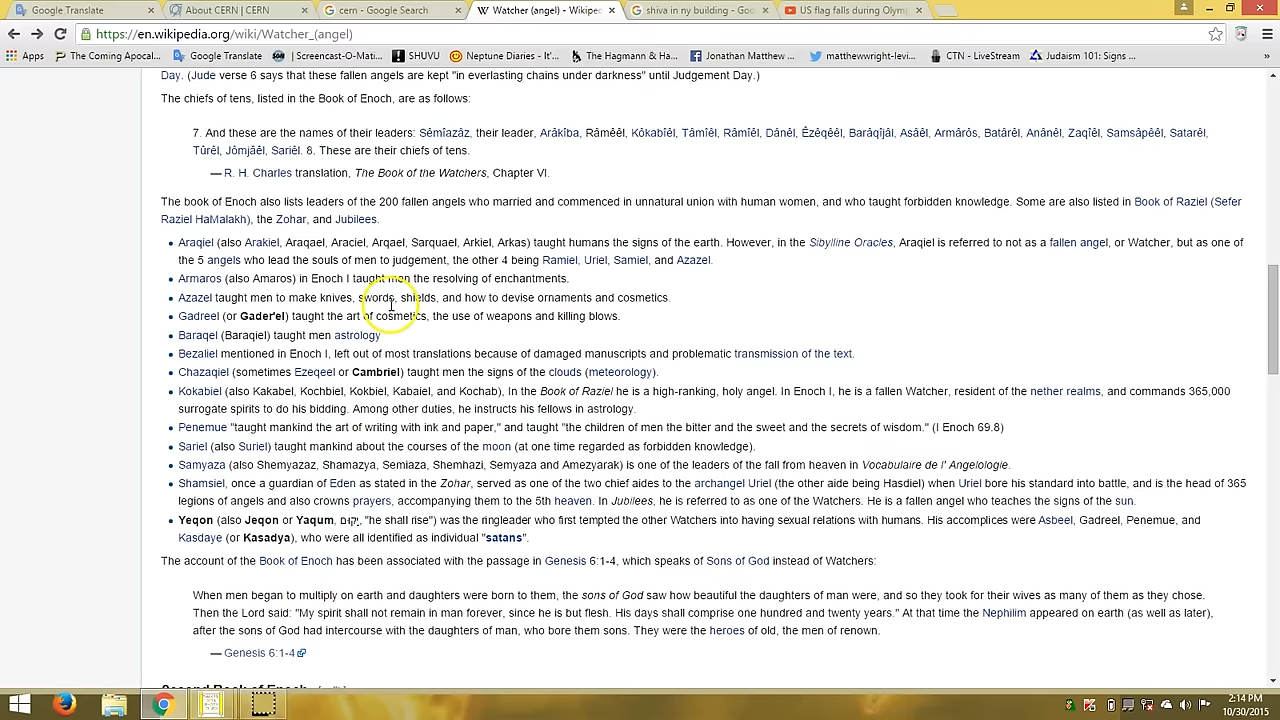 Google Translate
About CERN | CERN
cern - Google Search
Watcher (angel) - Wikipe
shiva in ny building - Go
US flag falls during Olym
https://en.wikipedia.org/wiki/Watcher_(angel)
Apps The Coming Apocal... Google Translate Screencast-O-Mati... SHUVU Neptune Diaries - It'... The Hagmann & Ha... Jonathan Matthew ... matthewwright-levi... CTN - LiveStream Judaism 101: Signs ... »
Day. (Jude verse 6 says that these fallen angels are kept "in everlasting chains under darkness" until Judgement Day.)
The chiefs of tens, listed in the Book of Enoch, are as follows:
7. And these are the names of their leaders: Sêmîazâz, their leader, Arâkîba, Râmêêl, Kôkabîêl, Tâmîêl, Râmîêl, Dânêl, Êzêqêêl, Barâqîjâl, Asâêl, Armârôs, Batârêl, Anânêl, Zaqîêl, Samsâpêêl, Satarêl,
Tûrêl, Jômjâêl, Sariêl. 8. These are their chiefs of tens.
— R. H. Charles translation, The Book of the Watchers, Chapter VI.
The book of Enoch also lists leaders of the 200 fallen angels who married and commenced in unnatural union with human women, and who taught forbidden knowledge. Some are also listed in Book of Raziel (Sefer
Raziel HaMalakh), the Zohar, and Jubilees.
• Araqiel (also Arakiel, Araqael, Araciel, Arqael, Sarquael, Arkiel, Arkas) taught humans the signs of the earth. However, in the Sibylline Oracles, Araqiel is referred to not as a fallen angel, or Watcher, but as one of
the 5 angels who lead the souls of men to judgement, the other 4 being Ramiel, Uriel, Samiel, and Azazel.
• Armaros (also Amaros) in Enoch I taught men the resolving of enchantments.
• Azazel taught men to make knives, swords, shields, and how to devise ornaments and cosmetics.
• Gadreel (or Gader'el) taught the art of cosmetics, the use of weapons and killing blows.
• Baraqel (Baraqiel) taught men astrology
• Bezaliel mentioned in Enoch I, left out of most translations because of damaged manuscripts and problematic transmission of the text.
• Chazaqiel (sometimes Ezeqeel or Cambriel) taught men the signs of the clouds (meteorology).
• Kokabiel (also Kakabel, Kochbiel, Kokbiel, Kabaiel, and Kochab), In the Book of Raziel he is a high-ranking, holy angel. In Enoch I, he is a fallen Watcher, resident of the nether realms, and commands 365,000
surrogate spirits to do his bidding. Among other duties, he instructs his fellows in astrology.
• Penemue "taught mankind the art of writing with ink and paper," and taught "the children of men the bitter and the sweet and the secrets of wisdom." (I Enoch 69.8)
• Sariel (also Suriel) taught mankind about the courses of the moon (at one time regarded as forbidden knowledge).
• Samyaza (also Shemyazaz, Shamazya, Semiaza, Shemhazi, Semyaza and Amezyarak) is one of the leaders of the fall from heaven in Vocabulaire de l' Angelologie.
• Shamsiel, once a guardian of Eden as stated in the Zohar, served as one of the two chief aides to the archangel Uriel (the other aide being Hasdiel) when Uriel bore his standard into battle, and is the head of 365
legions of angels and also crowns prayers, accompanying them to the 5th heaven. In Jubilees, he is referred to as one of the Watchers. He is a fallen angel who teaches the signs of the sun.
• Yeqon (also Jeqon or Yaqum, יָקוּם, "he shall rise") was the ringleader who first tempted the other Watchers into having sexual relations with humans. His accomplices were Asbeel, Gadreel, Penemue, and
Kasdaye (or Kasadya), who were all identified as individual "satans".
The account of the Book of Enoch has been associated with the passage in Genesis 6:1-4, which speaks of Sons of God instead of Watchers:
When men began to multiply on earth and daughters were born to them, the sons of God saw how beautiful the daughters of man were, and so they took for their wives as many of them as they chose.
Then the Lord said: "My spirit shall not remain in man forever, since he is but flesh. His days shall comprise one hundred and twenty years." At that time the Nephilim appeared on earth (as well as later),
after the sons of God had intercourse with the daughters of man, who bore them sons. They were the heroes of old, the men of renown.
— Genesis 6:1-4
2:14 PM
10/30/2015